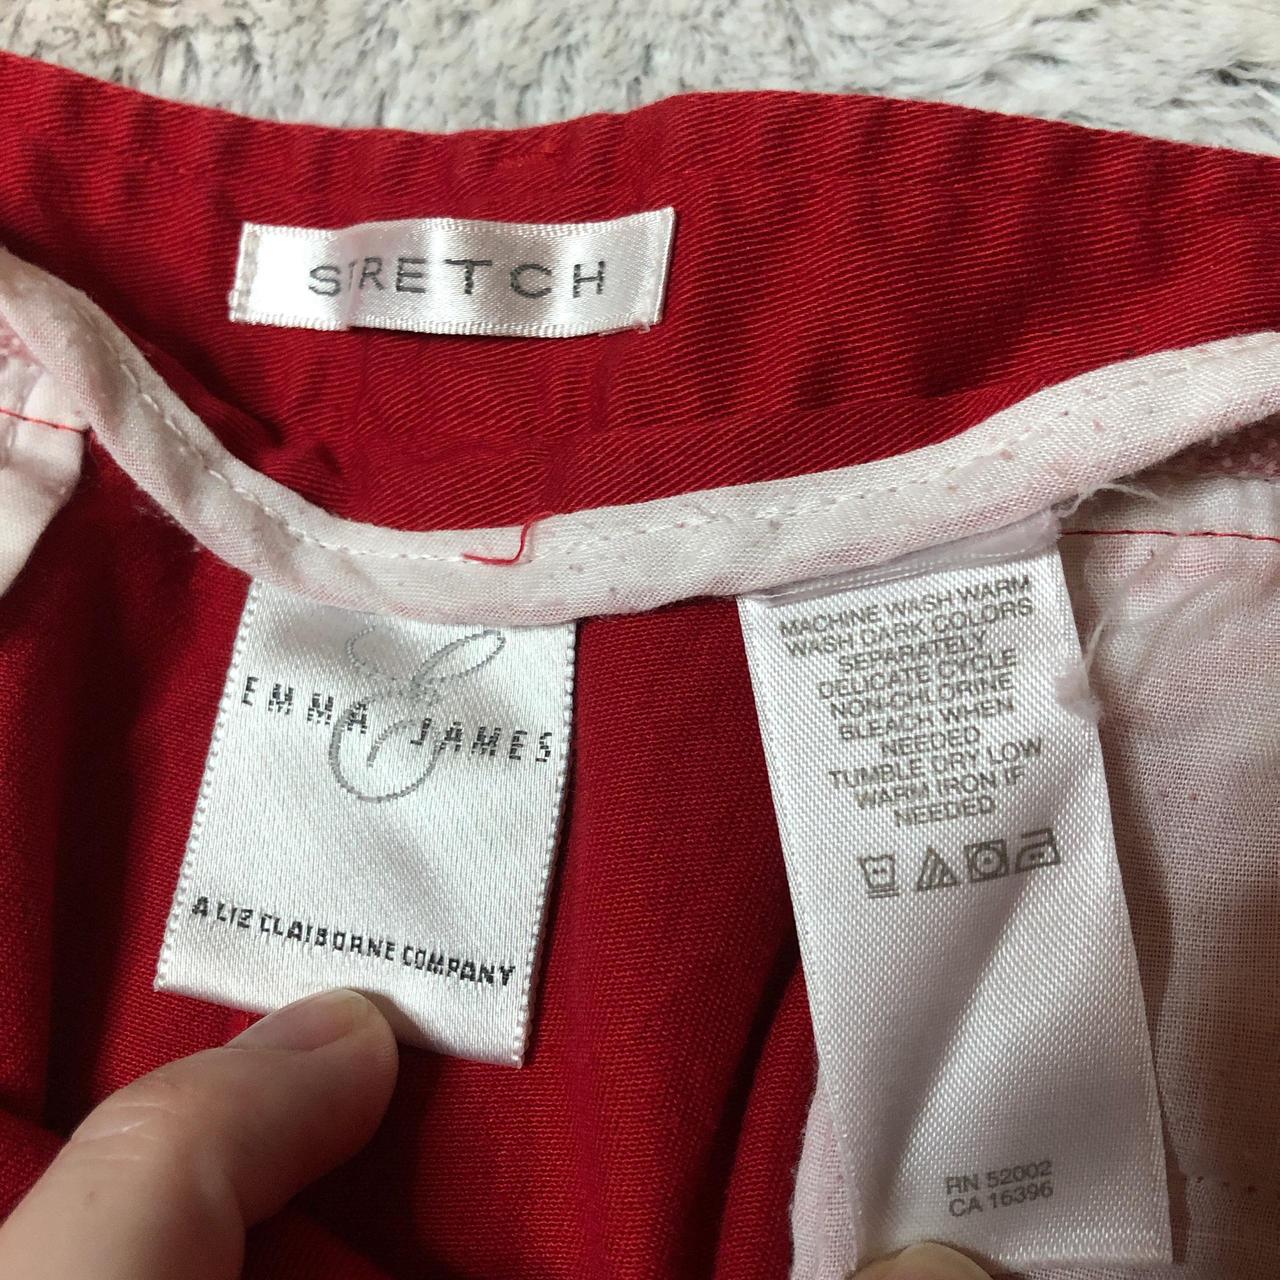 STRETCH
E
EMMA JAMES
A LIZ CLAIBORNE COMPANY
MACHINE WASH WARM
WASH DARK COLORS
SEPARATELY
DELICATE CYCLE
NON-CHLORINE
BLEACH WHEN
NEEDED
TUMBLE DRY LOW
WARM IRON IF
NEEDED
RN 52002
CA 16396